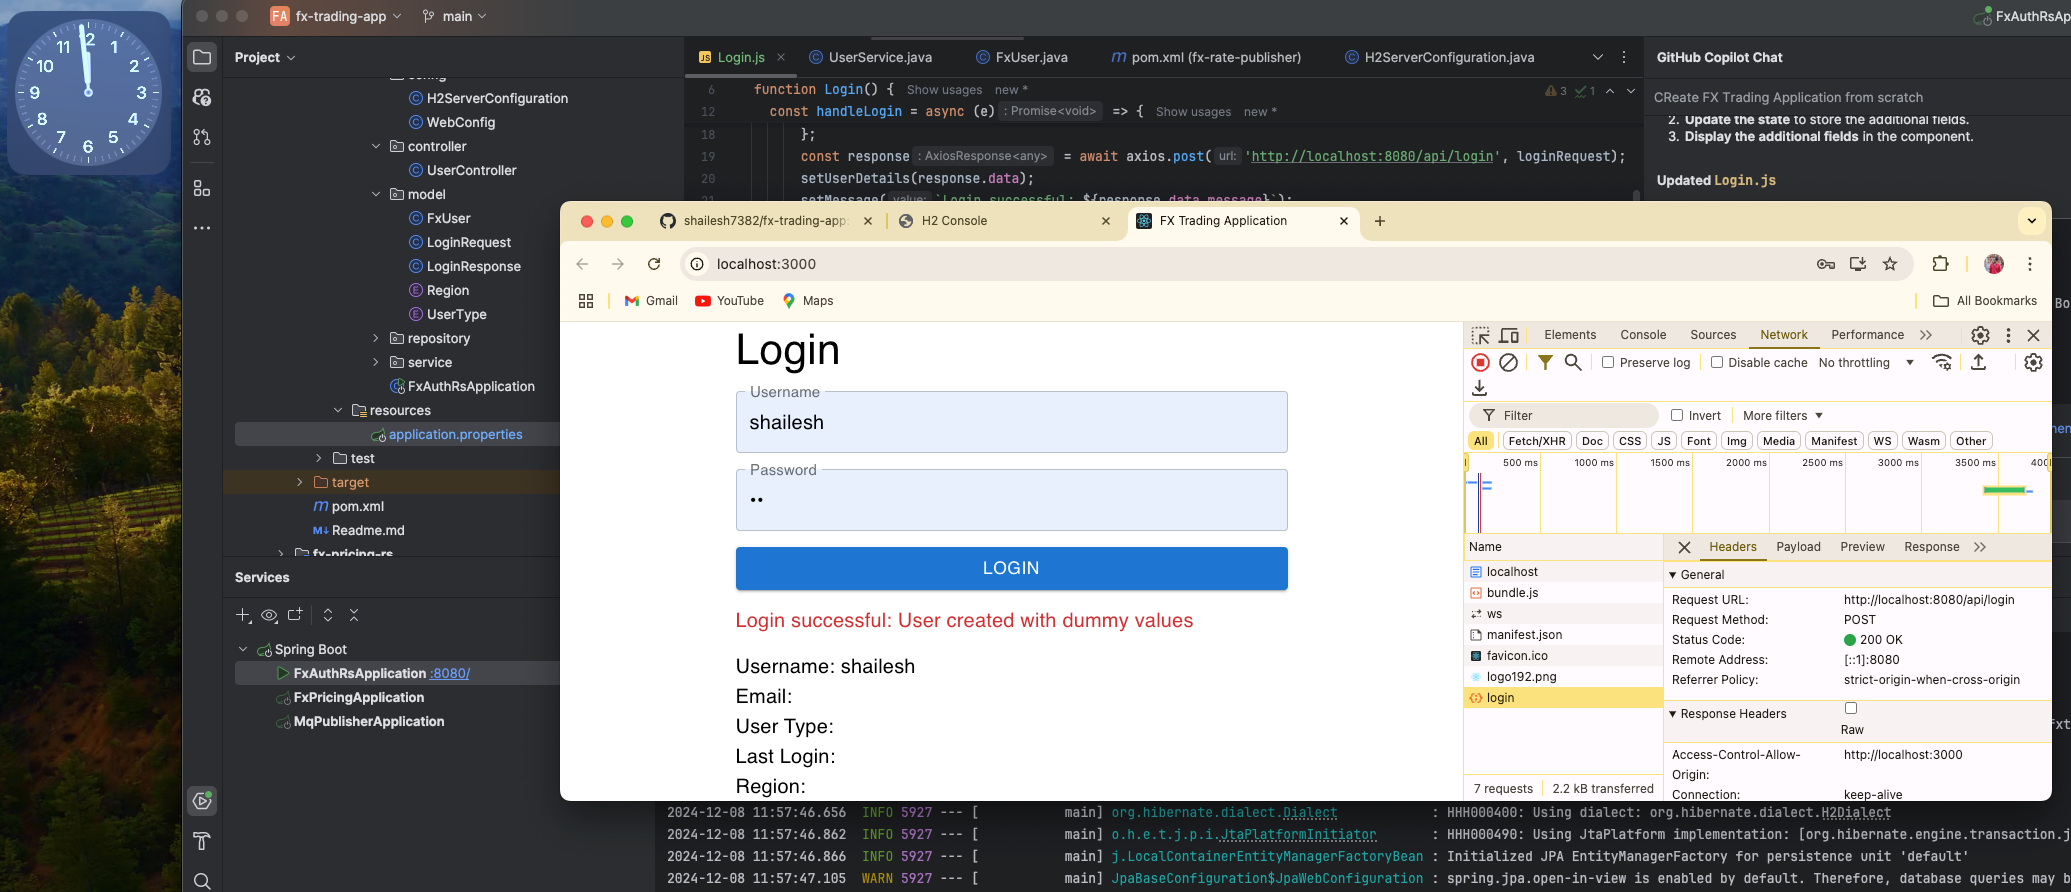 11 12 1
10 2
9 3
8 4
7 6 5
FA fx-trading-app main
FxAuthRsAp
Project
H2ServerConfiguration
WebConfig
controller
UserController
model
FxUser
LoginRequest
LoginResponse
Region
UserType
repository
service
FxAuthRsApplication
resources
application.properties
test
target
pom.xml
Readme.md
fx-pricing-rs
Services
Spring Boot
FxAuthRsApplication :8080/
FxPricingApplication
MqPublisherApplication
Login.js UserService.java FxUser.java pom.xml (fx-rate-publisher) H2ServerConfiguration.java
6 function Login() { Show usages new *
3 1
12 const handleLogin = async (e) : Promise<void> => { Show usages new *
18 };
19 const response : AxiosResponse<any> = await axios.post( url: 'http://localhost:8080/api/login', loginRequest);
20 setUserDetails(response.data);
setMessage( value: `Login successful: ${response.data.message}`);
GitHub Copilot Chat
CReate FX Trading Application from scratch
2. Update the state to store the additional fields.
3. Display the additional fields in the component.
Updated Login.js
shailesh7382/fx-trading-app: H2 Console FX Trading Application
localhost:3000
Gmail YouTube Maps All Bookmarks
Login
Username
shailesh
Password
••
LOGIN
Login successful: User created with dummy values
Username: shailesh
Email:
User Type:
Last Login:
Region:
Elements Console Sources Network Performance
Preserve log Disable cache No throttling
Filter Invert More filters
All Fetch/XHR Doc CSS JS Font Img Media Manifest WS Wasm Other
500 ms 1000 ms 1500 ms 2000 ms 2500 ms 3000 ms 3500 ms 400
Name
localhost
bundle.js
ws
manifest.json
favicon.ico
logo192.png
login
7 requests 2.2 kB transferred
Headers Payload Preview Response
General
Request URL: http://localhost:8080/api/login
Request Method: POST
Status Code: 200 OK
Remote Address: [::1]:8080
Referrer Policy: strict-origin-when-cross-origin
Response Headers
Raw
Access-Control-Allow-Origin: http://localhost:3000
Connection: keep-alive
2024-12-08 11:57:46.656 INFO 5927 --- [ main] org.hibernate.dialect.Dialect : HHH000400: Using dialect: org.hibernate.dialect.H2Dialect
2024-12-08 11:57:46.862 INFO 5927 --- [ main] o.h.e.t.j.p.i.JtaPlatformInitiator : HHH000490: Using JtaPlatform implementation: [org.hibernate.engine.transaction.j
2024-12-08 11:57:46.866 INFO 5927 --- [ main] j.LocalContainerEntityManagerFactoryBean : Initialized JPA EntityManagerFactory for persistence unit 'default'
2024-12-08 11:57:47.105 WARN 5927 --- [ main] JpaBaseConfiguration$JpaWebConfiguration : spring.jpa.open-in-view is enabled by default. Therefore, database queries may